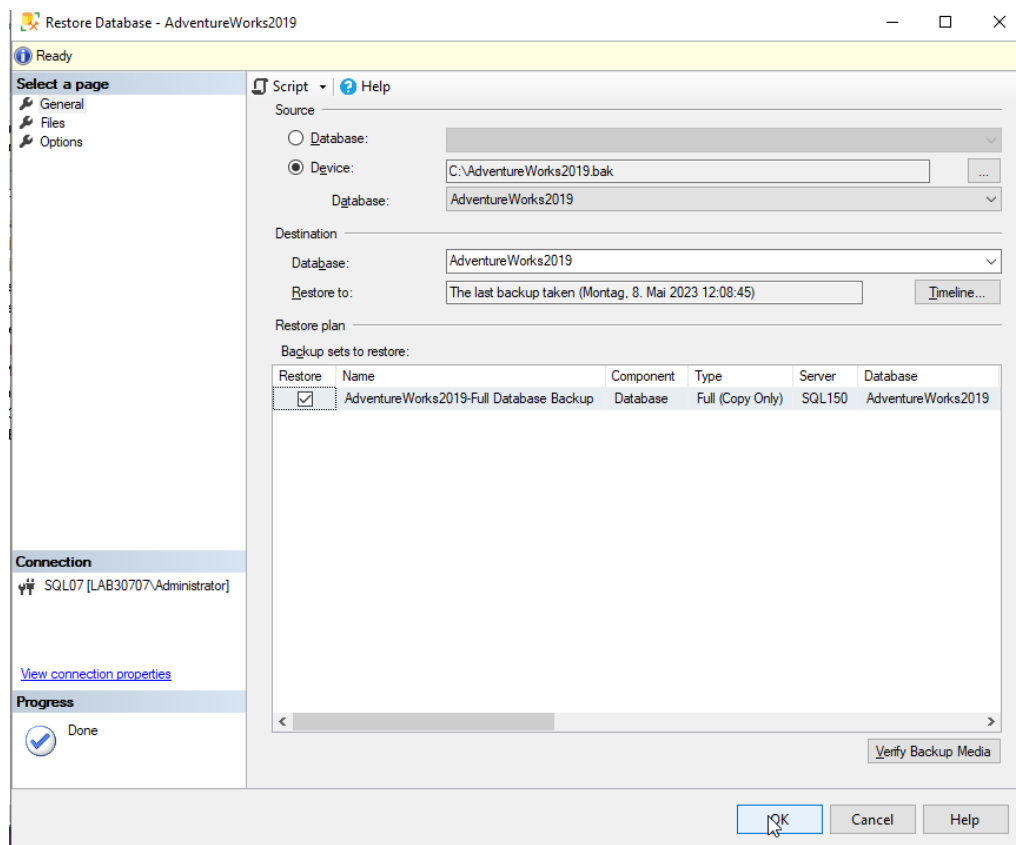 Restore Database - AdventureWorks2019
Ready
Select a page
General
Files
Options
Script Help
Source
Database:
Device: C:\AdventureWorks2019.bak ...
Database: AdventureWorks2019
Destination
Database: AdventureWorks2019
Restore to: The last backup taken (Montag, 8. Mai 2023 12:08:45) Timeline...
Restore plan
Backup sets to restore:
Restore Name Component Type Server Database
AdventureWorks2019-Full Database Backup Database Full (Copy Only) SQL150 AdventureWorks2019
Connection
SQL07 [LAB30707\Administrator]
View connection properties
Progress
Done
Verify Backup Media
OK Cancel Help